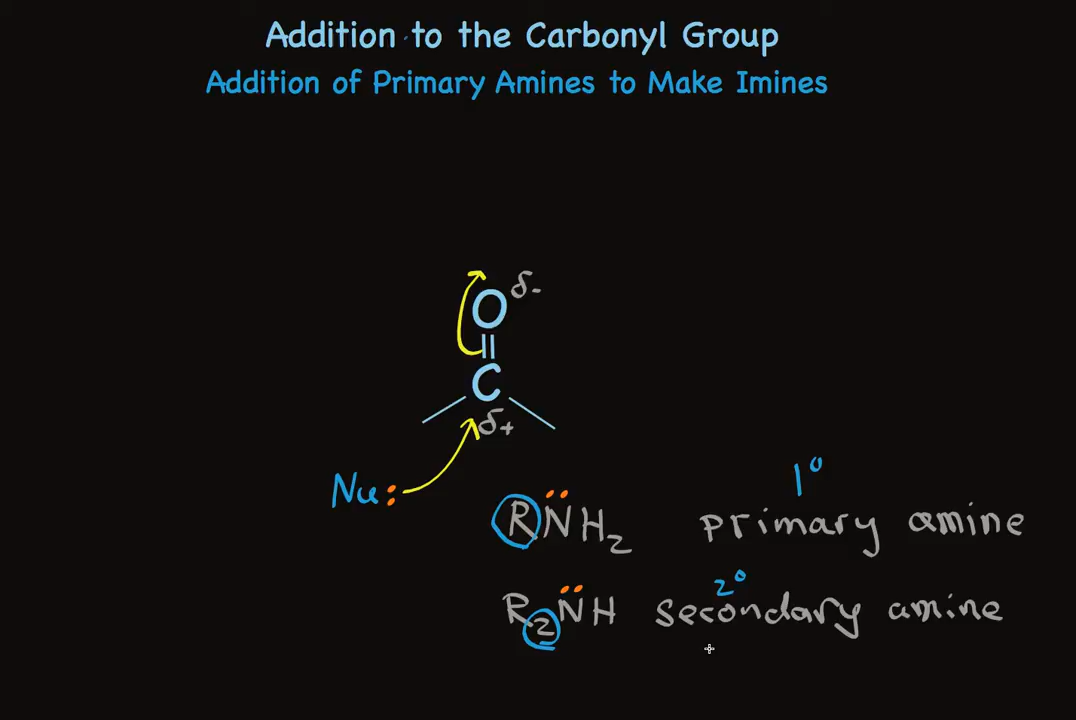 Addition to the Carbonyl Group
Addition of Primary Amines to Make Imines
O δ-
C
δ+
Nu:
1°
RNH₂ primary amine
2°
R₂NH secondary amine